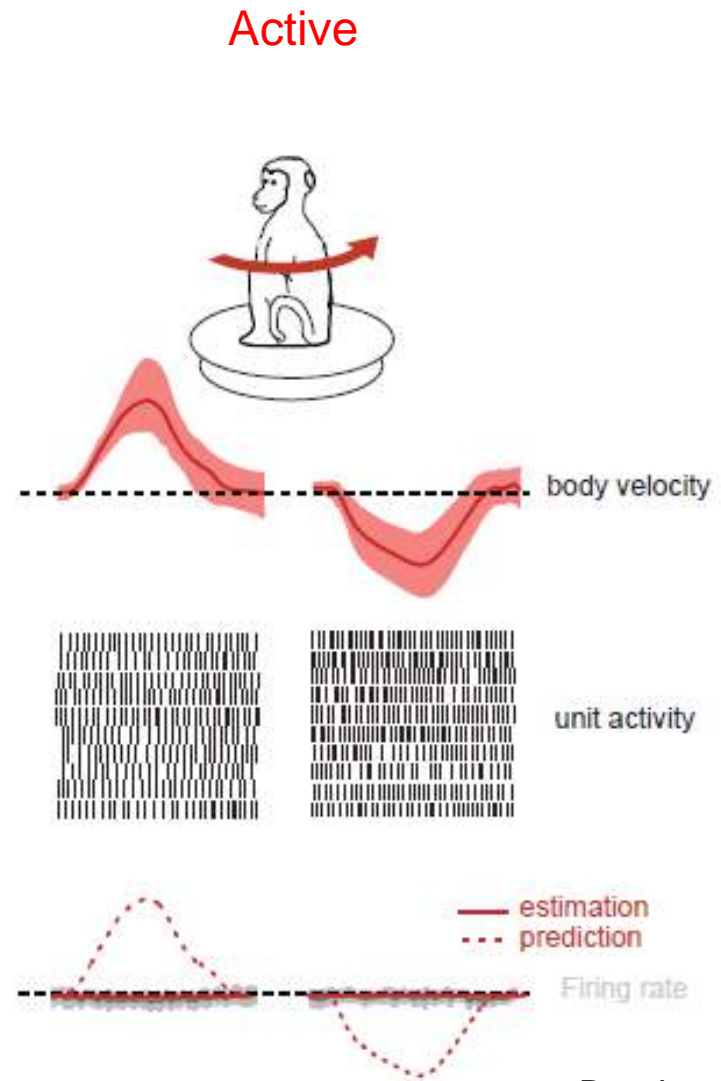 Active
body velocity
unit activity
estimation
prediction
Firing rate